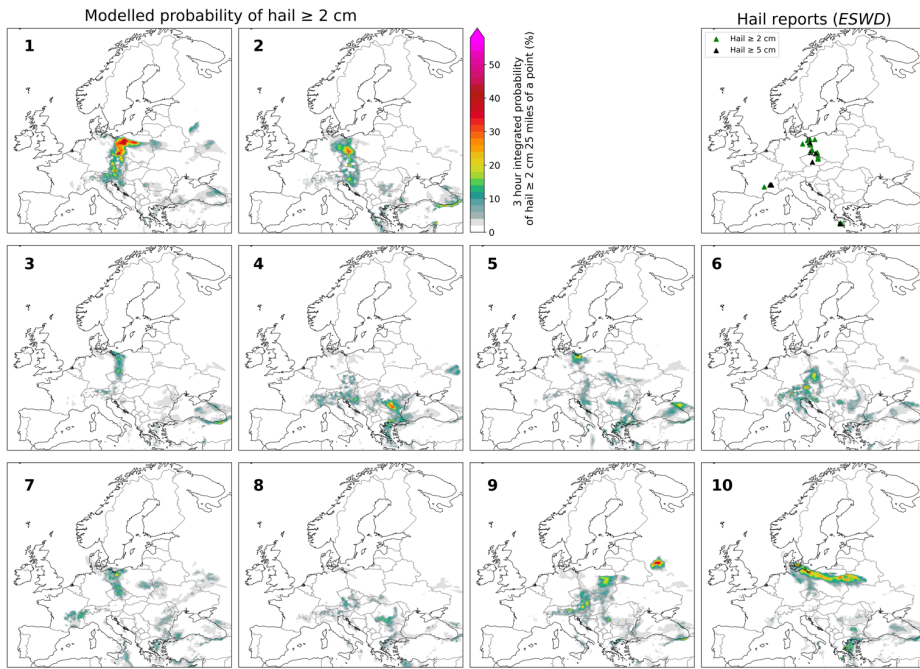 Modelled probability of hail ≥ 2 cm
Hail reports (ESWD)
1
2
50
40
30
20
10
0
3 hour integrated probability
of hail ≥ 2 cm 25 miles of a point (%)
Hail ≥ 2 cm
Hail ≥ 5 cm
3
4
5
6
7
8
9
10